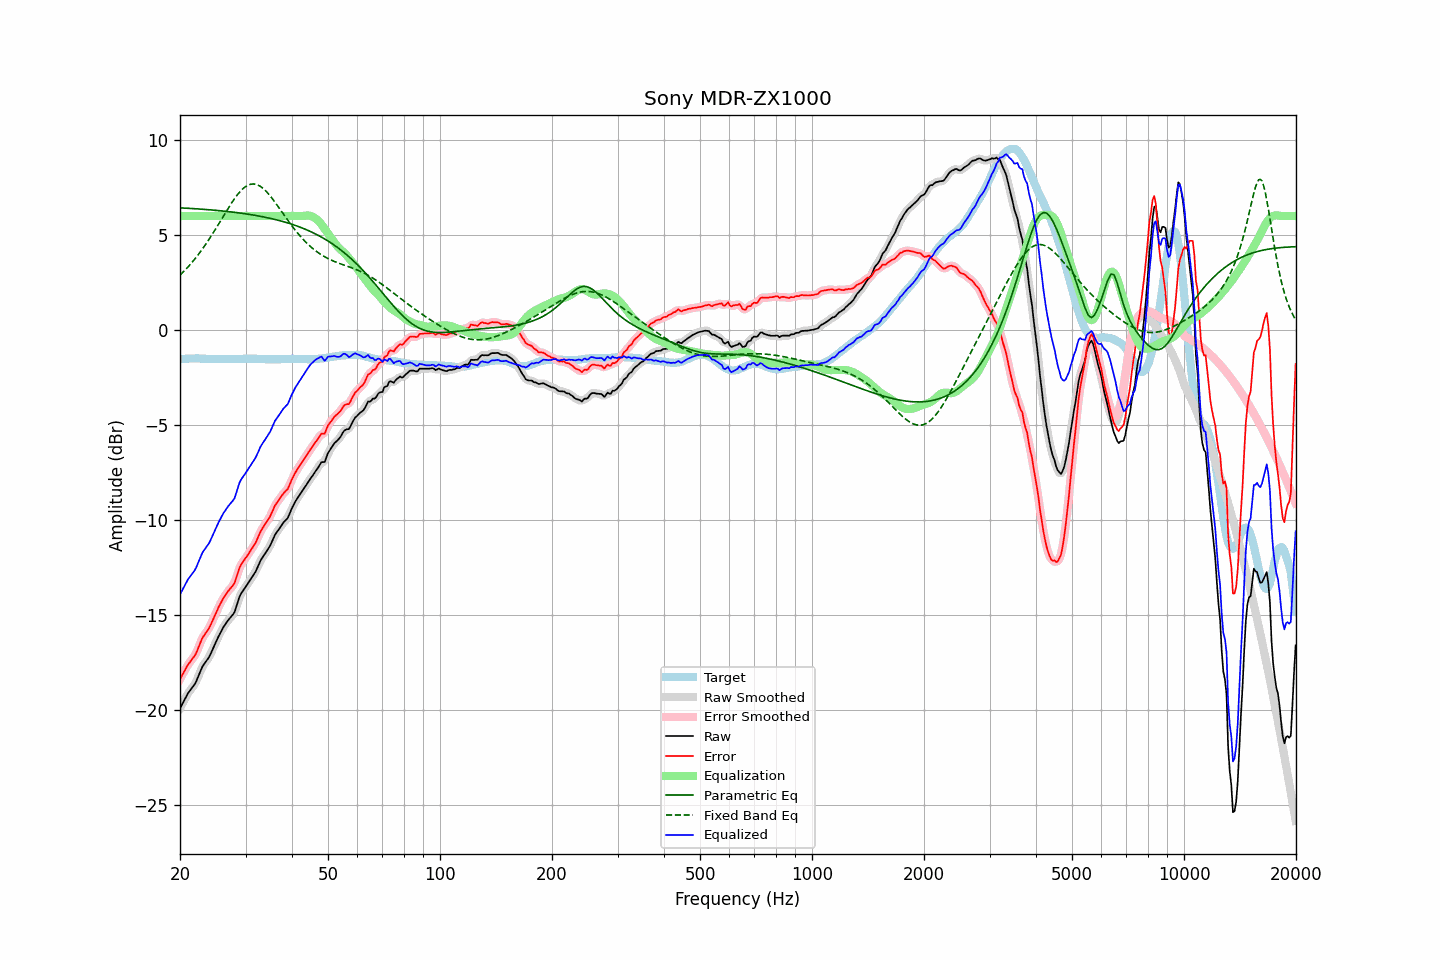 Sony MDR-ZX1000
Amplitude (dBr)
10
5
0
−5
−10
−15
−20
−25
Target
Raw Smoothed
Error Smoothed
Raw
Error
Equalization
Parametric Eq
Fixed Band Eq
Equalized
20 50 100 200 500 1000 2000 5000 10000 20000
Frequency (Hz)